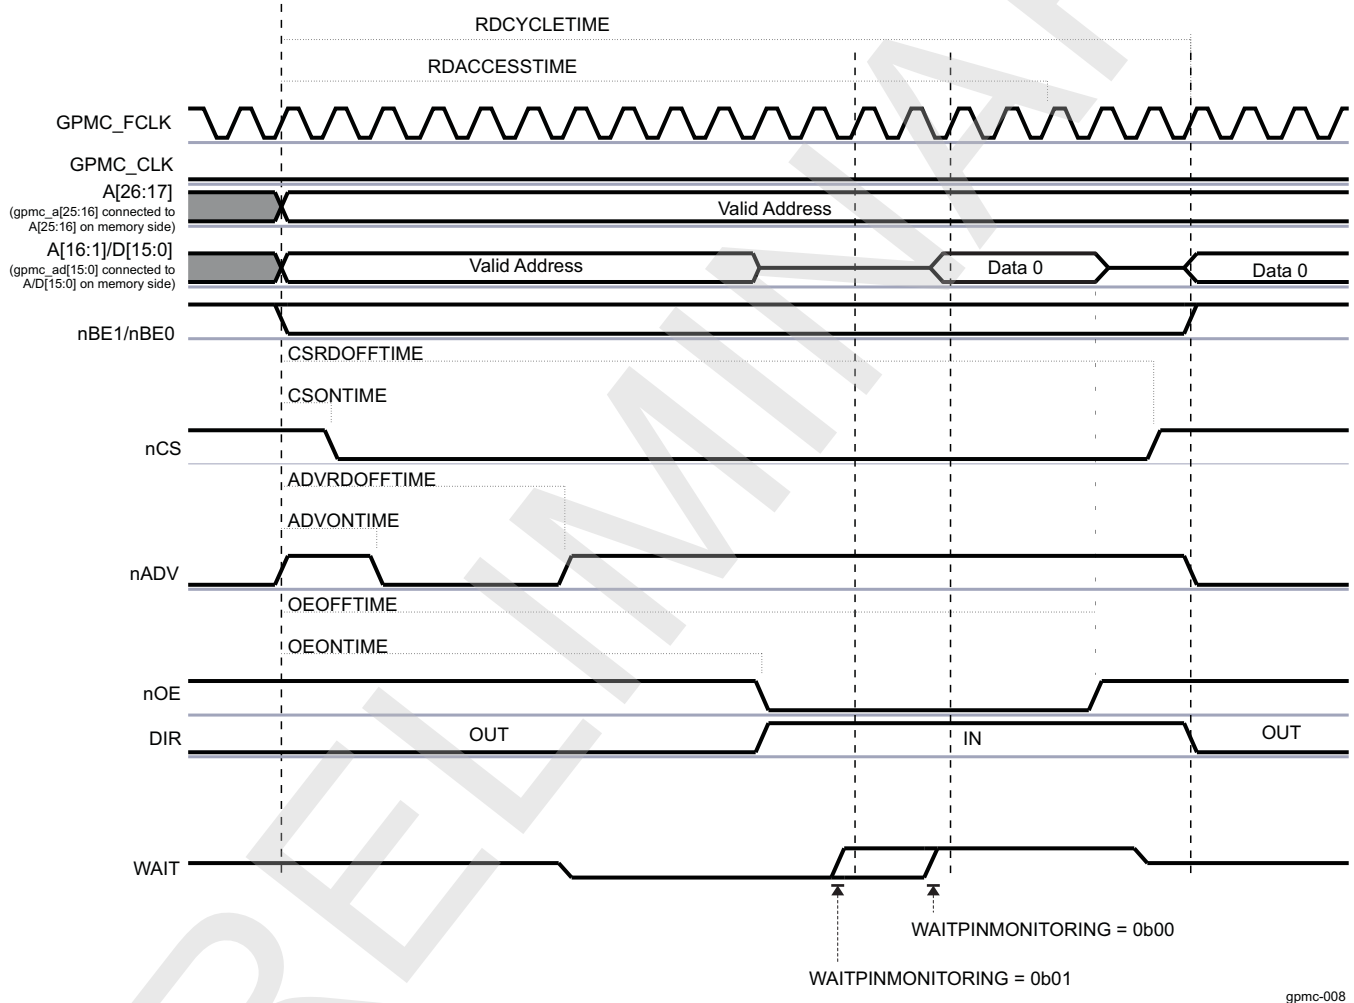 RDCYCLETIME
RDACCESSTIME
GPMC_FCLK
GPMC_CLK
A[26:17]
(gpmc_a[25:16] connected to
A[25:16] on memory side)
Valid Address
A[16:1]/D[15:0]
(gpmc_ad[15:0] connected to
A/D[15:0] on memory side)
Valid Address
Data 0
Data 0
nBE1/nBE0
CSRDOFFTIME
CSONTIME
nCS
ADVRDOFFTIME
ADVONTIME
nADV
OEOFFTIME
OEONTIME
nOE
DIR
OUT
IN
OUT
WAIT
WAITPINMONITORING = 0b00
WAITPINMONITORING = 0b01
gpmc-008
RELIMINAR